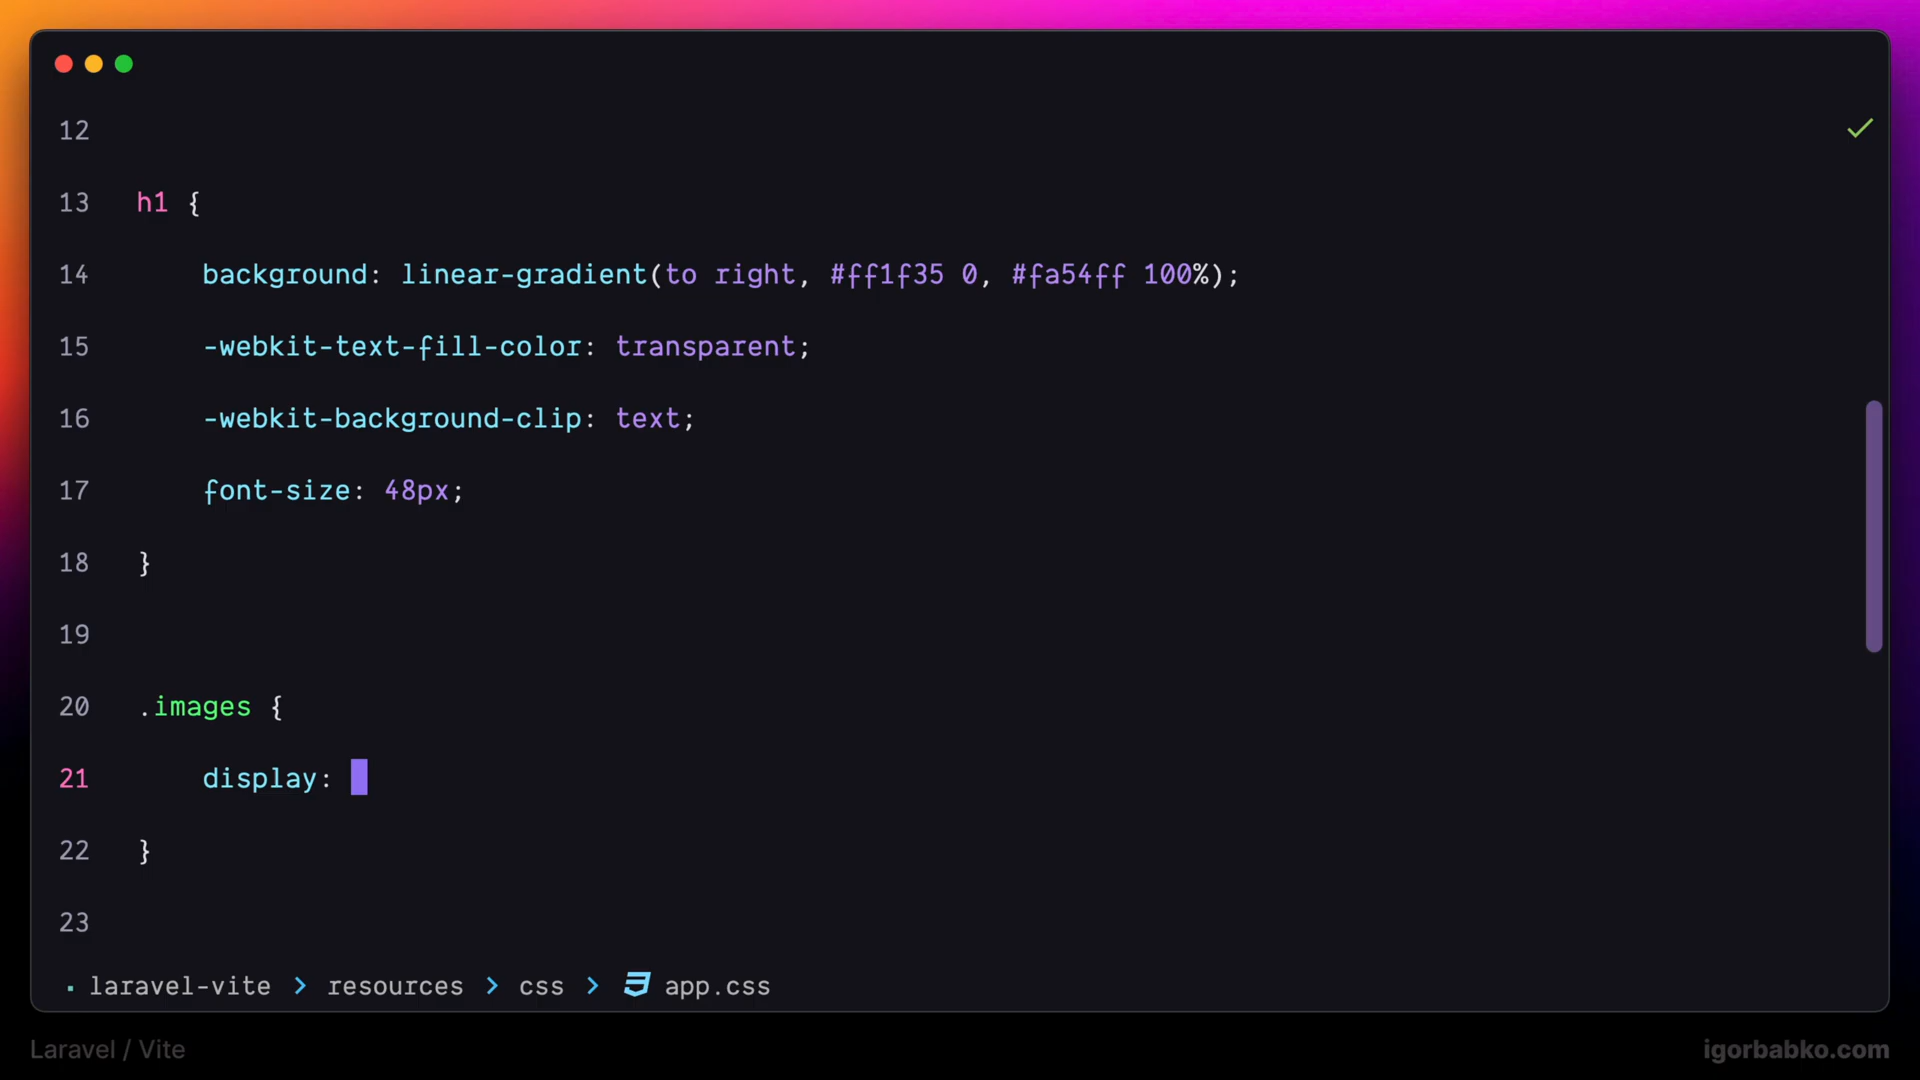 12
13 h1 {
14 background: linear-gradient(to right, #ff1f35 0, #fa54ff 100%);
15 -webkit-text-fill-color: transparent;
16 -webkit-background-clip: text;
17 font-size: 48px;
18 }
19
20 .images {
21 display:
22 }
23
laravel-vite > resources > css > app.css
Laravel / Vite
igorbabko.com